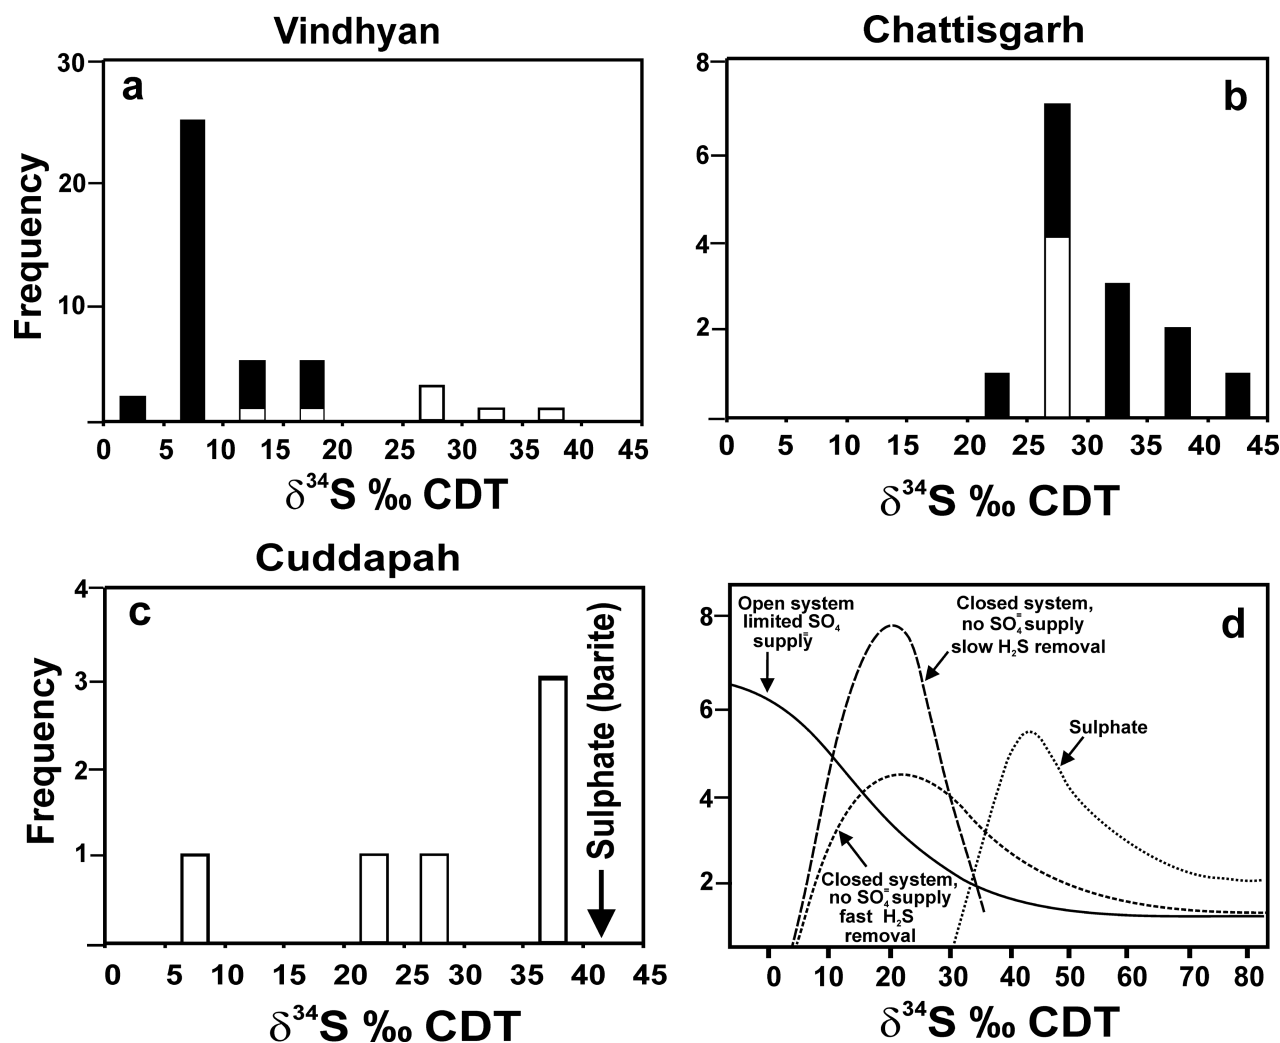 Vindhyan
a
Frequency
30
20
10
0 5 10 15 20 25 30 35 40 45
δ³⁴S ‰ CDT
Chattisgarh
b
8
6
4
2
0 5 10 15 20 25 30 35 40 45
δ³⁴S ‰ CDT
Cuddapah
c
Frequency
4
3
2
1
Sulphate (barite)
0 5 10 15 20 25 30 35 40 45
δ³⁴S ‰ CDT
d
8
6
4
2
Open system
limited SO₄⁼
supply
Closed system,
no SO₄⁼ supply
slow H₂S removal
Sulphate
Closed system,
no SO₄⁼ supply
fast H₂S
removal
0 10 20 30 40 50 60 70 80
δ³⁴S ‰ CDT